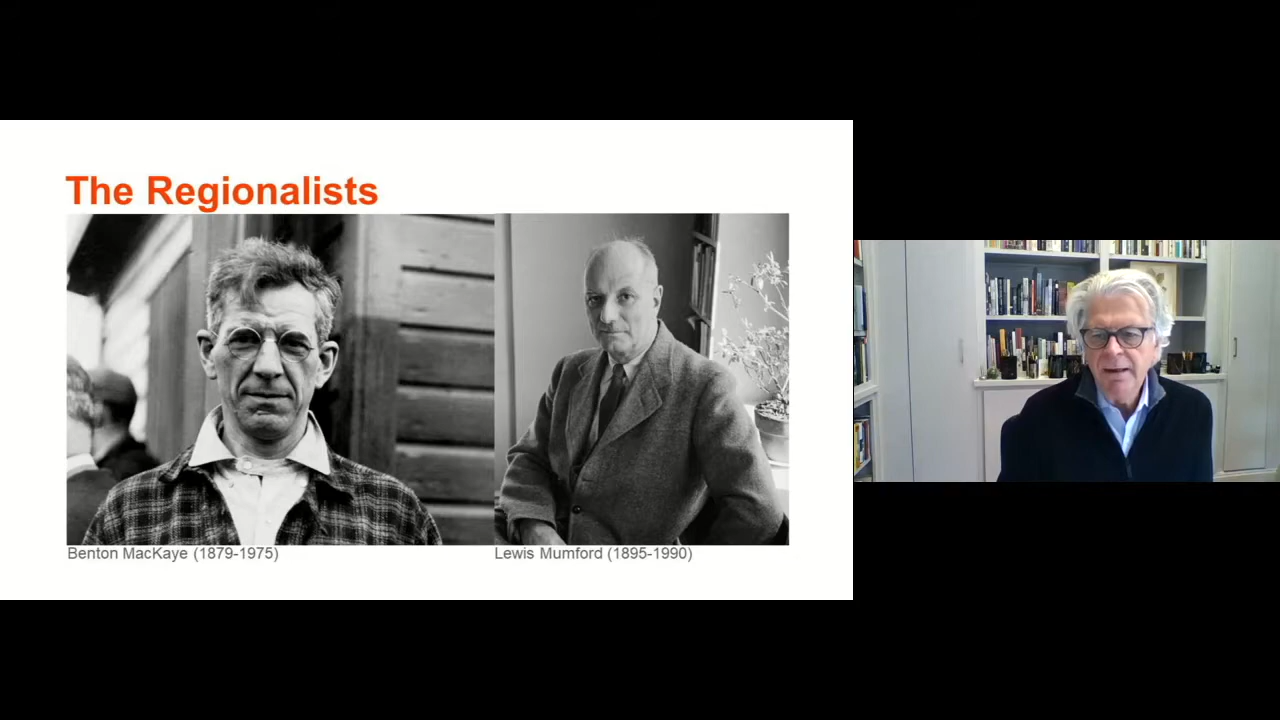 The Regionalists
Benton MacKaye (1879-1975)
Lewis Mumford (1895-1990)